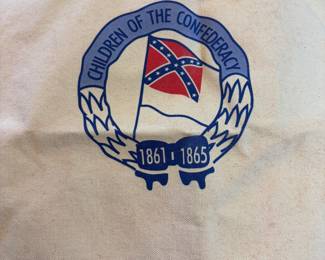 CHILDREN OF THE CONFEDERACY
1861 - 1865